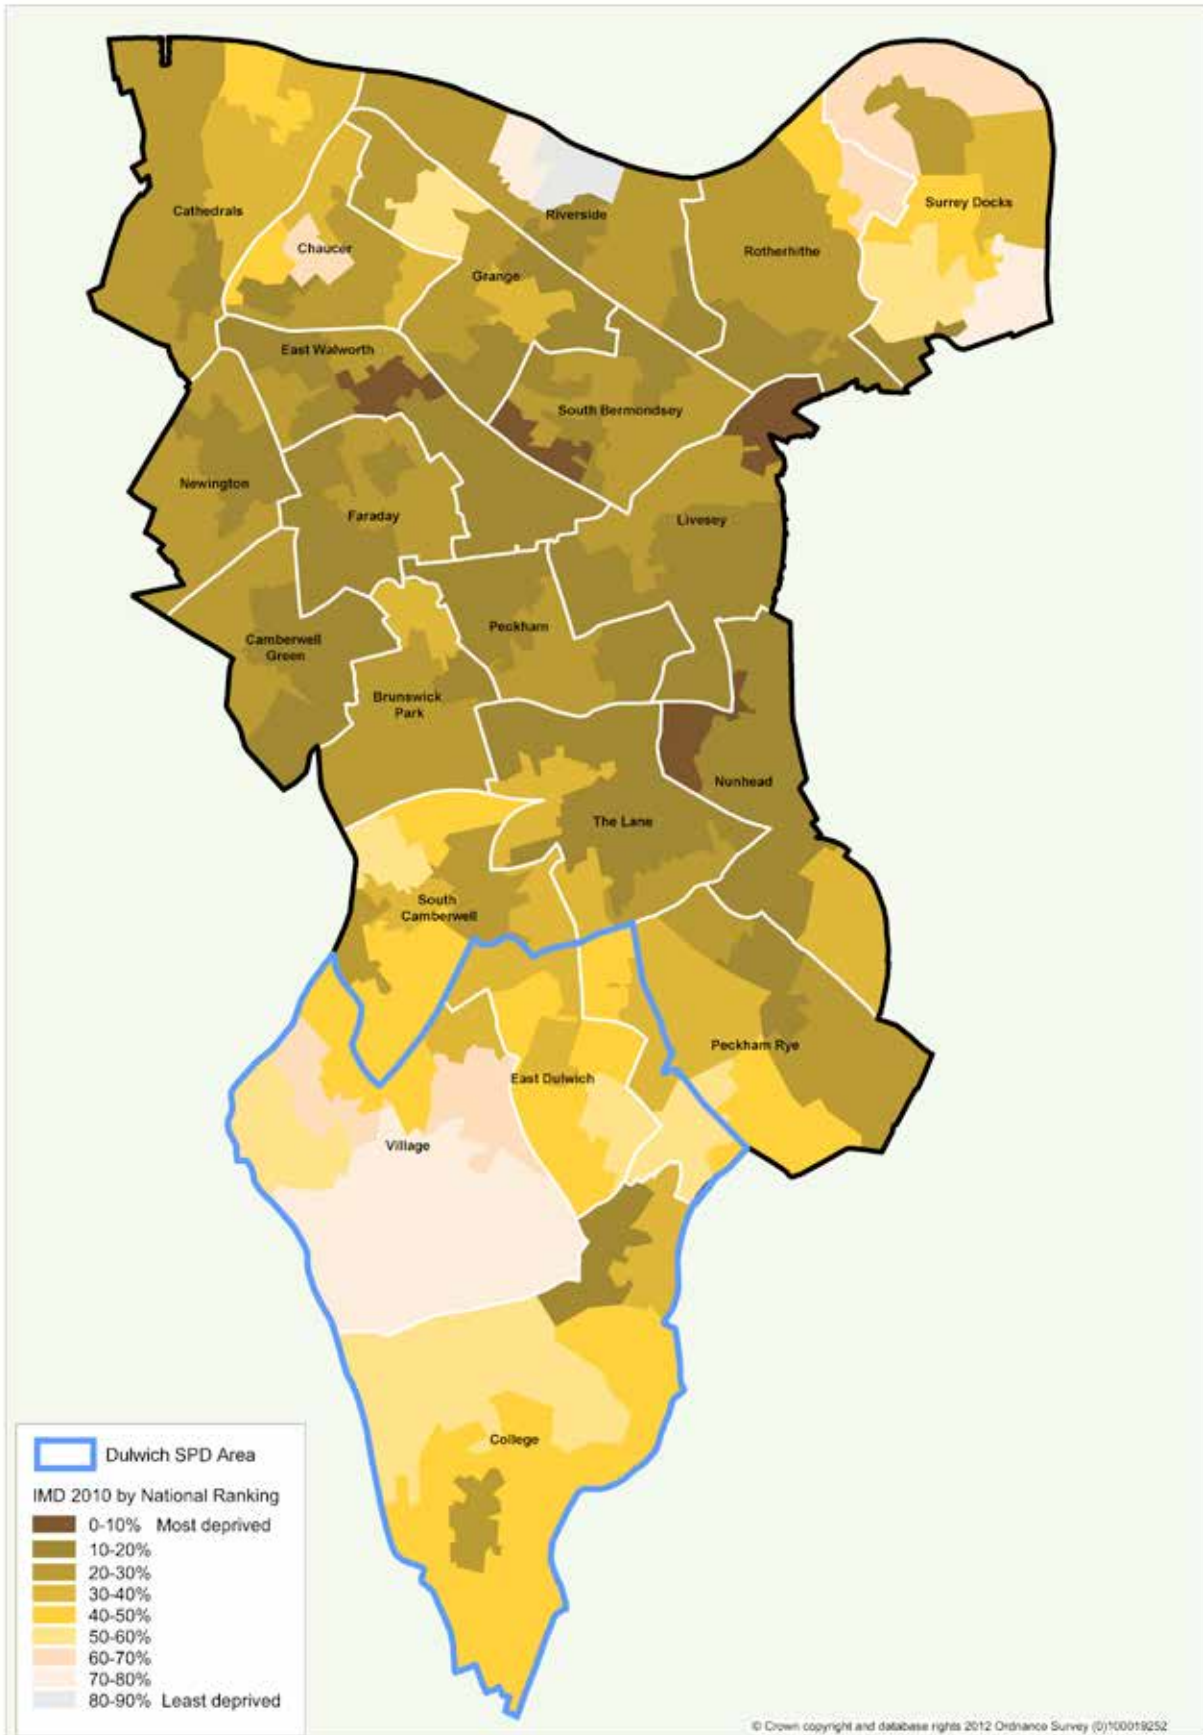 Cathedrals
Chaucer
Riverside
Surrey Docks
Rotherhithe
Grange
East Walworth
South Bermondsey
Newington
Faraday
Livesey
Camberwell
Green
Peckham
Brunswick
Park
Nunhead
The Lane
South
Camberwell
Peckham Rye
East Dulwich
Village
College
Dulwich SPD Area
IMD 2010 by National Ranking
0-10% Most deprived
10-20%
20-30%
30-40%
40-50%
50-60%
60-70%
70-80%
80-90% Least deprived
© Crown copyright and database rights 2012 Ordnance Survey (0)100019252